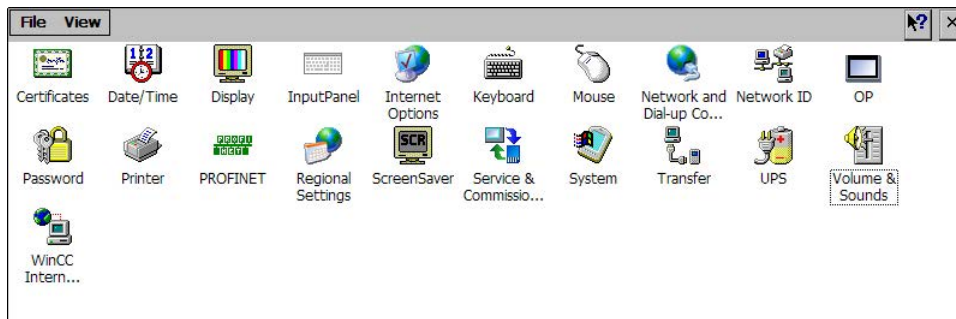 File View
Certificates
Date/Time
Display
InputPanel
Internet
Options
Keyboard
Mouse
Network and
Dial-up Co...
Network ID
OP
Password
Printer
PROFINET
Regional
Settings
SCR
ScreenSaver
Service &
Commissio...
System
Transfer
UPS
Volume &
Sounds
WinCC
Intern...